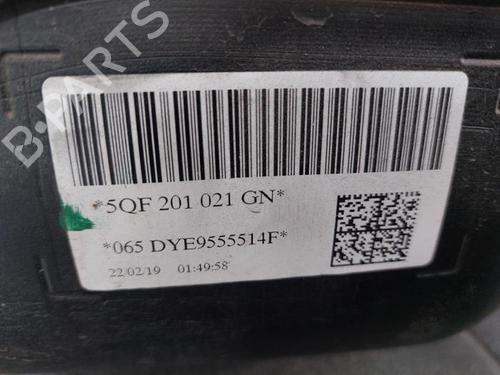 B-PARTS
*5QF 201 021 GN*
*065 DYE9555514F*
22/02/19 01:49:58